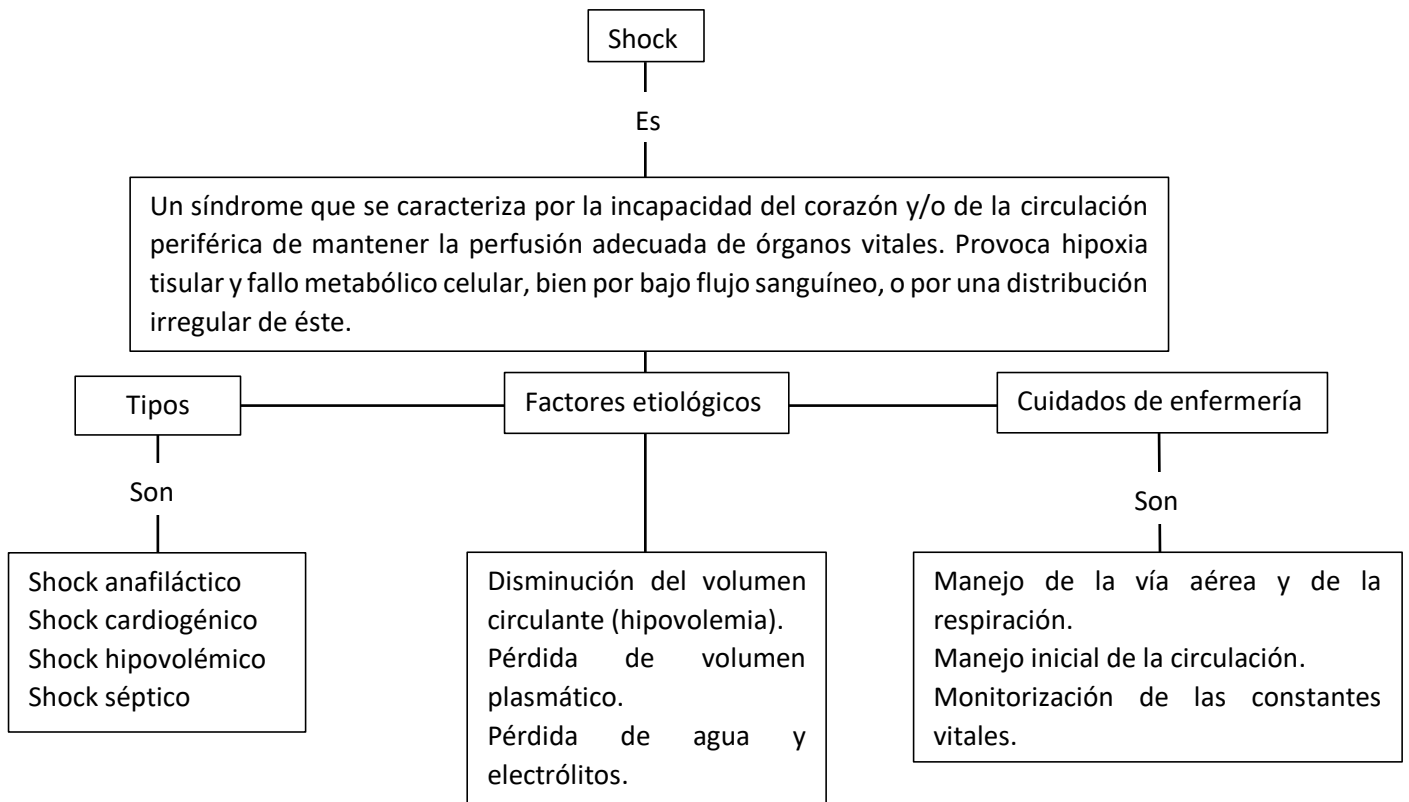 Shock
Es
Un síndrome que se caracteriza por la incapacidad del corazón y/o de la circulación
periférica de mantener la perfusión adecuada de órganos vitales. Provoca hipoxia
tisular y fallo metabólico celular, bien por bajo flujo sanguíneo, o por una distribución
irregular de éste.
Tipos
Factores etiológicos
Cuidados de enfermería
Son
Son
Shock anafiláctico
Shock cardiogénico
Shock hipovolémico
Shock séptico
Disminución del volumen
circulante (hipovolemia).
Pérdida de volumen
plasmático.
Pérdida de agua y
electrólitos.
Manejo de la vía aérea y de la
respiración.
Manejo inicial de la circulación.
Monitorización de las constantes
vitales.